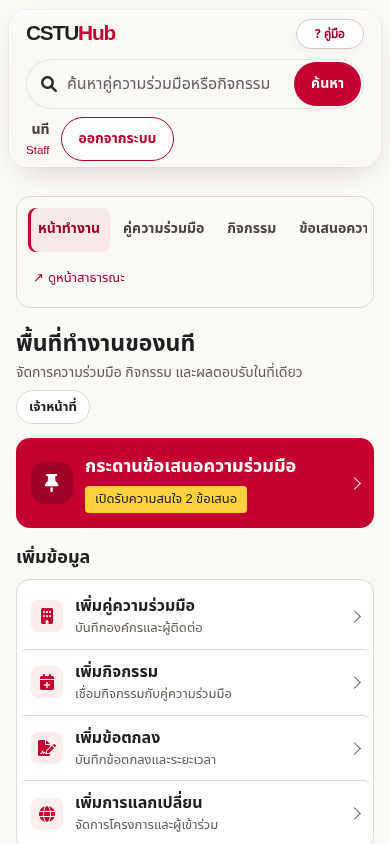 CSTUHub
? คู่มือ
ค้นหาคู่ความร่วมมือหรือกิจกรรม
ค้นหา
นที
Staff
ออกจากระบบ
หน้าทำงาน คู่ความร่วมมือ กิจกรรม ข้อเสนอควา
↗ ดูหน้าสาธารณะ
พื้นที่ทำงานของนที
จัดการความร่วมมือ กิจกรรม และผลตอบรับในที่เดียว
เจ้าหน้าที่
กระดานข้อเสนอความร่วมมือ
เปิดรับความสนใจ 2 ข้อเสนอ
เพิ่มข้อมูล
เพิ่มคู่ความร่วมมือ
บันทึกองค์กรและผู้ติดต่อ
เพิ่มกิจกรรม
เชื่อมกิจกรรมกับคู่ความร่วมมือ
เพิ่มข้อตกลง
บันทึกข้อตกลงและระยะเวลา
เพิ่มการแลกเปลี่ยน
จัดการโครงการและผู้เข้าร่วม